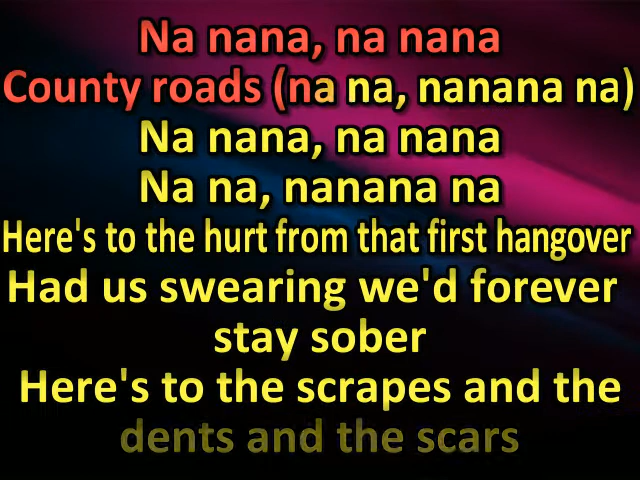 Na nana, na nana
County roads (na na, nanana na)
Na nana, na nana
Na na, nanana na
Here's to the hurt from that first hangover
Had us swearing we'd forever
stay sober
Here's to the scrapes and the
dents and the scars